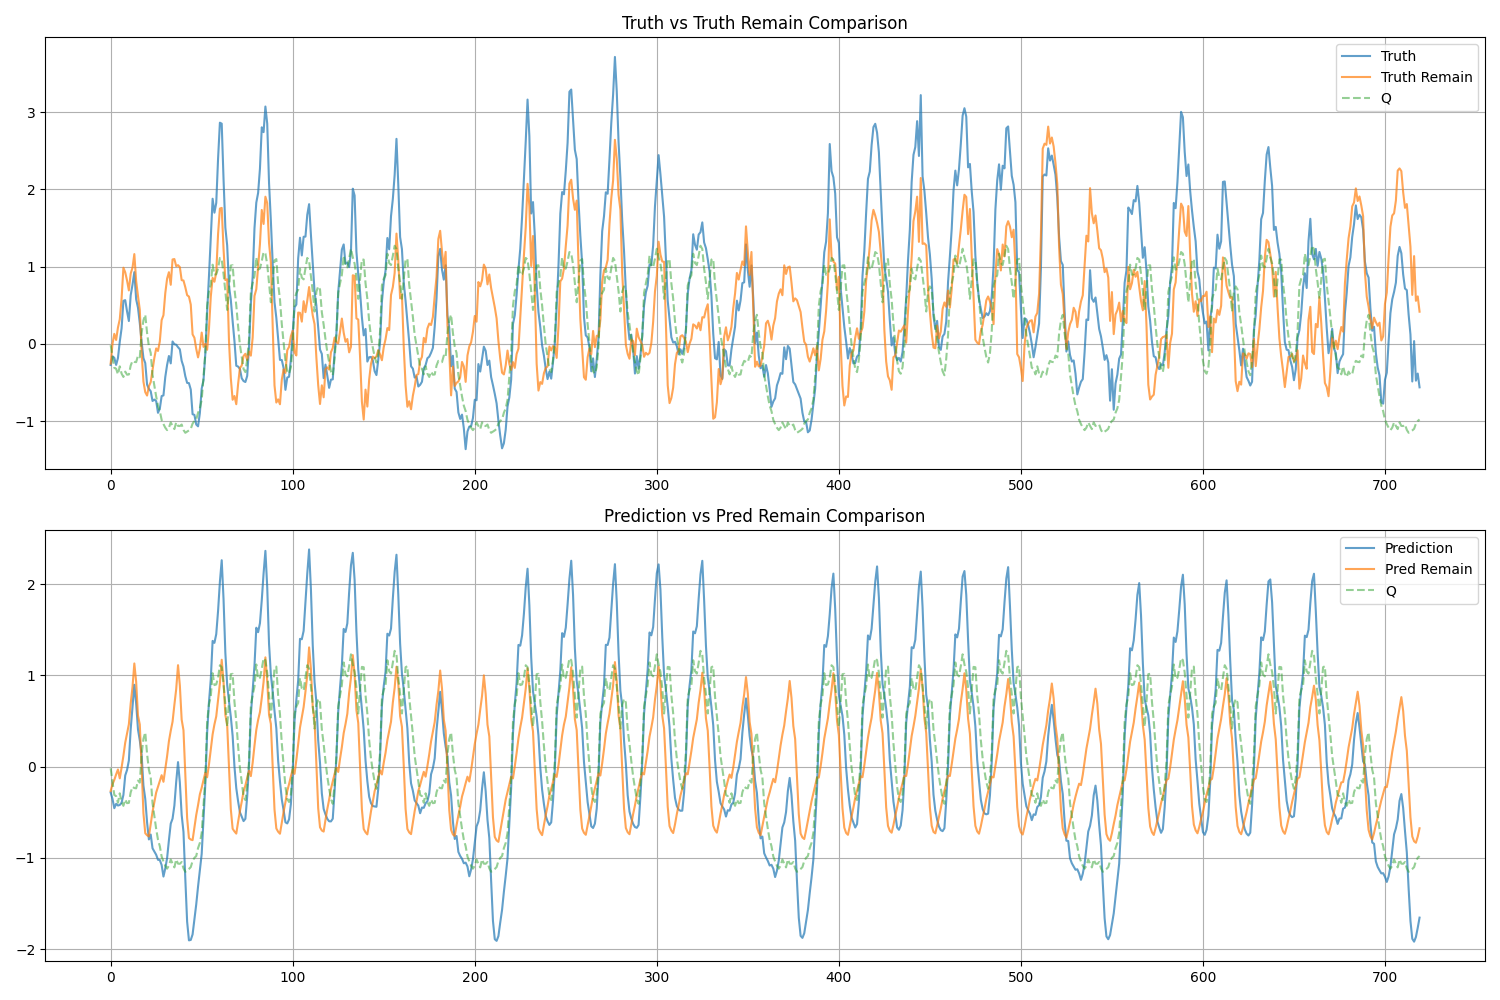 Truth vs Truth Remain Comparison
Truth
Truth Remain
Q
3
2
1
0
−1
0 100 200 300 400 500 600 700
Prediction vs Pred Remain Comparison
Prediction
Pred Remain
Q
2
1
0
−1
−2
0 100 200 300 400 500 600 700